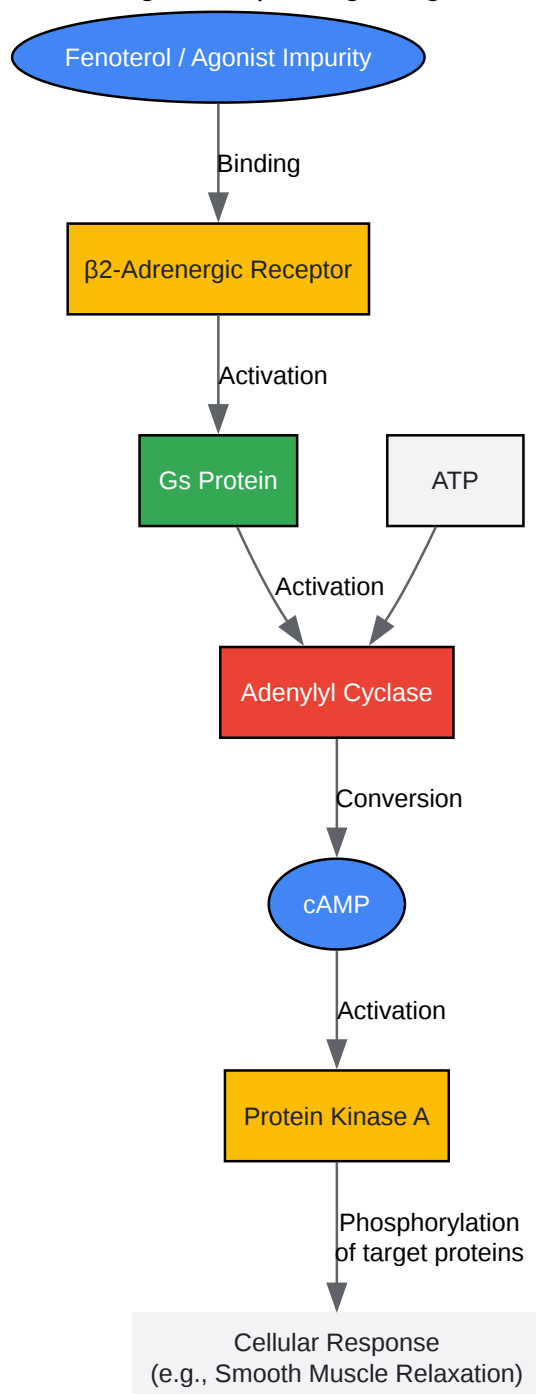 Fenoterol / Agonist Impurity
Binding
β2-Adrenergic Receptor
Activation
Gs Protein
ATP
Activation
Adenylyl Cyclase
Conversion
cAMP
Activation
Protein Kinase A
Phosphorylation
of target proteins
Cellular Response
(e.g., Smooth Muscle Relaxation)